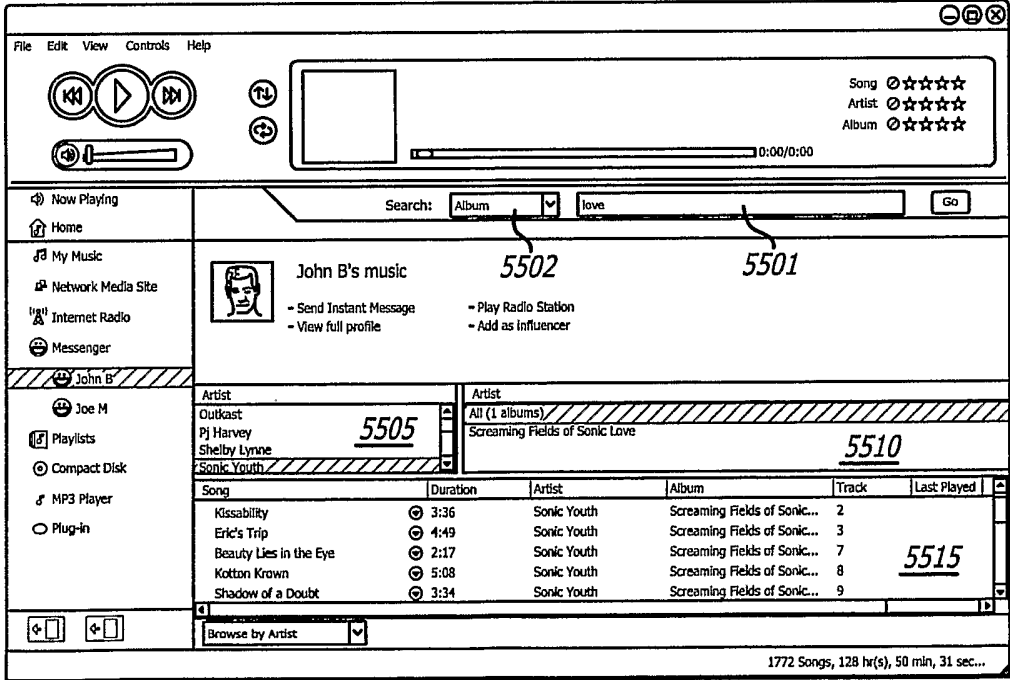 File Edit View Controls Help
Song
Artist
Album
0:00/0:00
Now Playing
Home
Search: Album love Go
5502 5501
My Music
Network Media Site
Internet Radio
Messenger
John B
Joe M
Playlists
Compact Disk
MP3 Player
Plug-in
John B's music
- Send Instant Message - Play Radio Station
- View full profile - Add as influencer
Artist
Outkast
Pj Harvey
Shelby Lynne
Sonic Youth
5505
Artist
All (1 albums)
Screaming Fields of Sonic Love
5510
Song Duration Artist Album Track Last Played
Kissability 3:36 Sonic Youth Screaming Fields of Sonic... 2
Eric's Trip 4:49 Sonic Youth Screaming Fields of Sonic... 3
Beauty Lies in the Eye 2:17 Sonic Youth Screaming Fields of Sonic... 7
Kotton Krown 5:08 Sonic Youth Screaming Fields of Sonic... 8
Shadow of a Doubt 3:34 Sonic Youth Screaming Fields of Sonic... 9
5515
Browse by Artist
1772 Songs, 128 hr(s), 50 min, 31 sec...